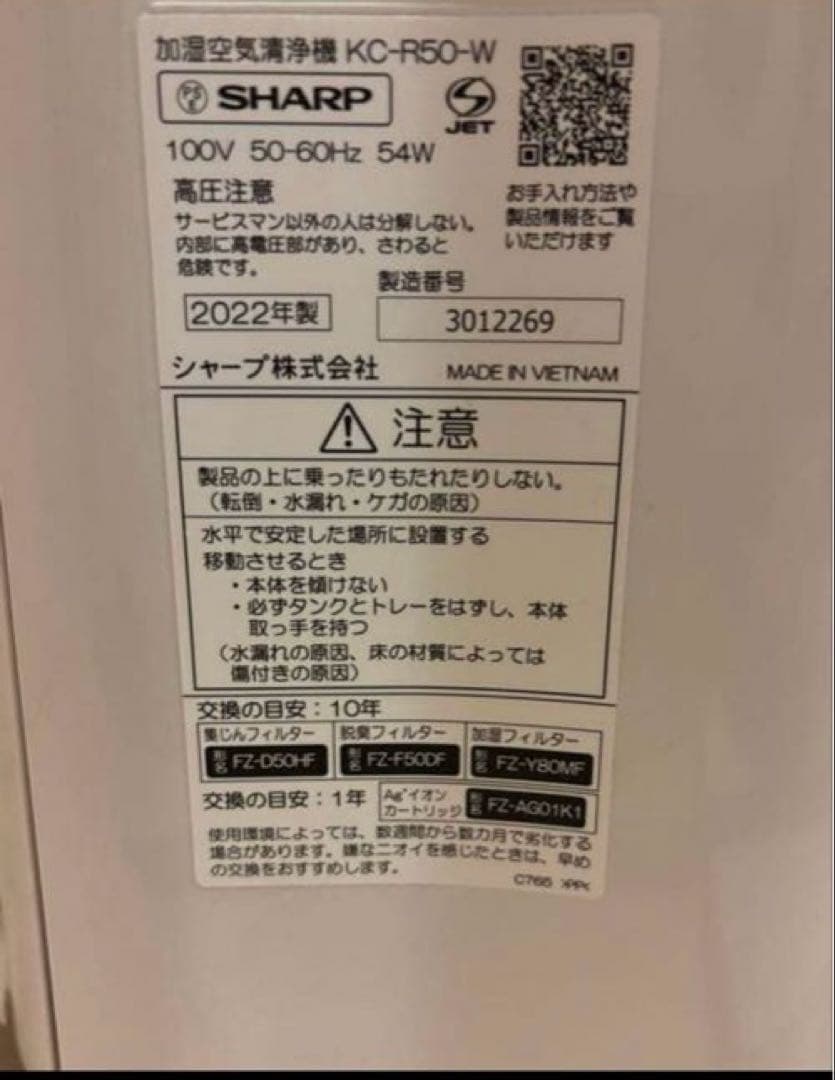 加湿空気清浄機 KC-R50-W
PS E SHARP
JET
100V 50-60Hz 54W
高圧注意
サービスマン以外の人は分解しない。
内部に高電圧部があり、さわると
危険です。
お手入れ方法や
製品情報をご覧
いただけます
製造番号
2022年製
3012269
シャープ株式会社 MADE IN VIETNAM
注意
製品の上に乗ったりもたれたりしない。
（転倒・水漏れ・ケガの原因）
水平で安定した場所に設置する
移動させるとき
・本体を傾けない
・必ずタンクとトレーをはずし、本体
取っ手を持つ
（水漏れの原因、床の材質によっては
傷付きの原因）
交換の目安：10年
集じんフィルター 脱臭フィルター 加湿フィルター
形名 FZ-D50HF 形名 FZ-F50DF 形名 FZ-Y80MF
交換の目安：1年 Ag⁺イオン
カートリッジ 形名 FZ-AG01K1
使用環境によっては、数週間から数カ月で劣化する
場合があります。嫌なニオイを感じたときは、早め
の交換をおすすめします。
C765 >PP<